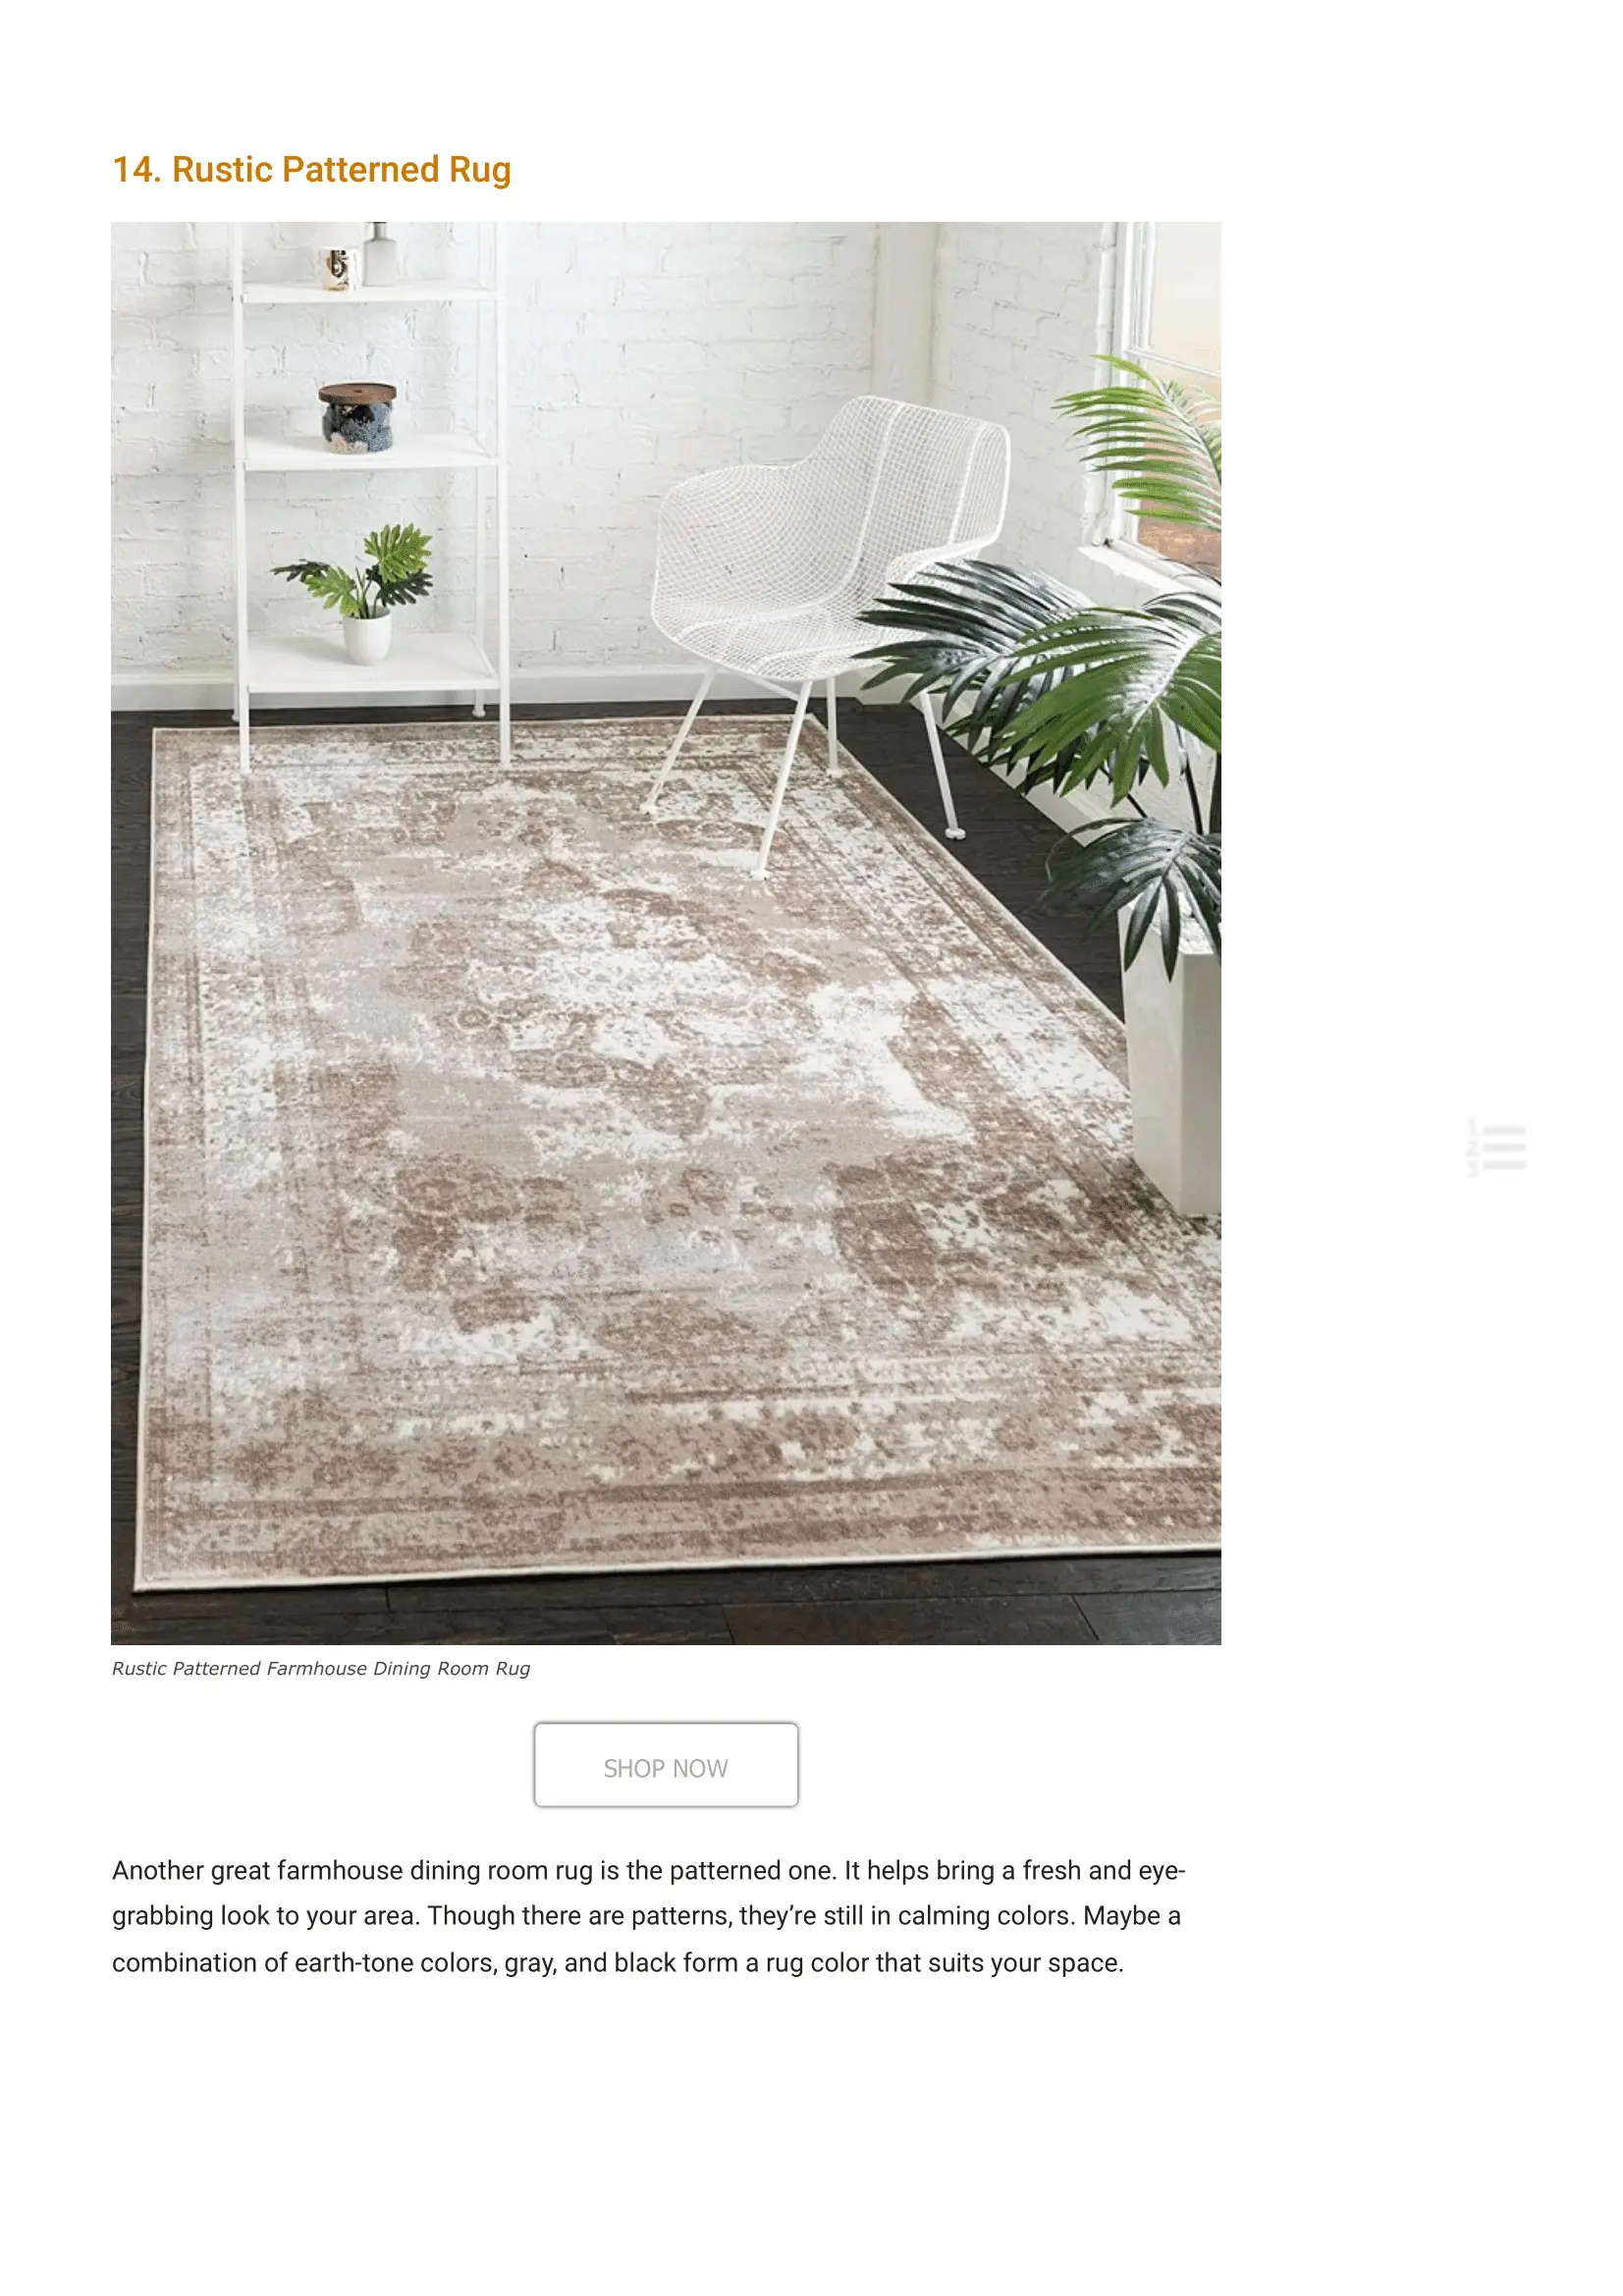 14. Rustic Patterned Rug
Rustic Patterned Farmhouse Dining Room Rug
SHOP NOW
Another great farmhouse dining room rug is the patterned one. It helps bring a fresh and eye-
grabbing look to your area. Though there are patterns, they’re still in calming colors. Maybe a
combination of earth-tone colors, gray, and black form a rug color that suits your space.